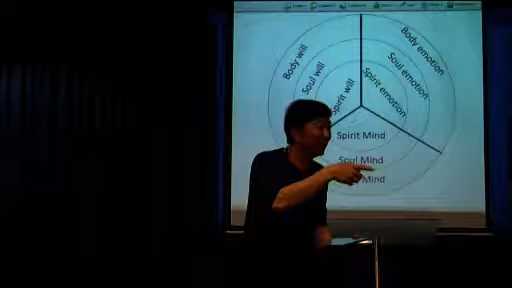 Body will
Soul will
Spirit will
Body emotion
Soul emotion
Spirit emotion
Spirit Mind
Soul Mind
Mind